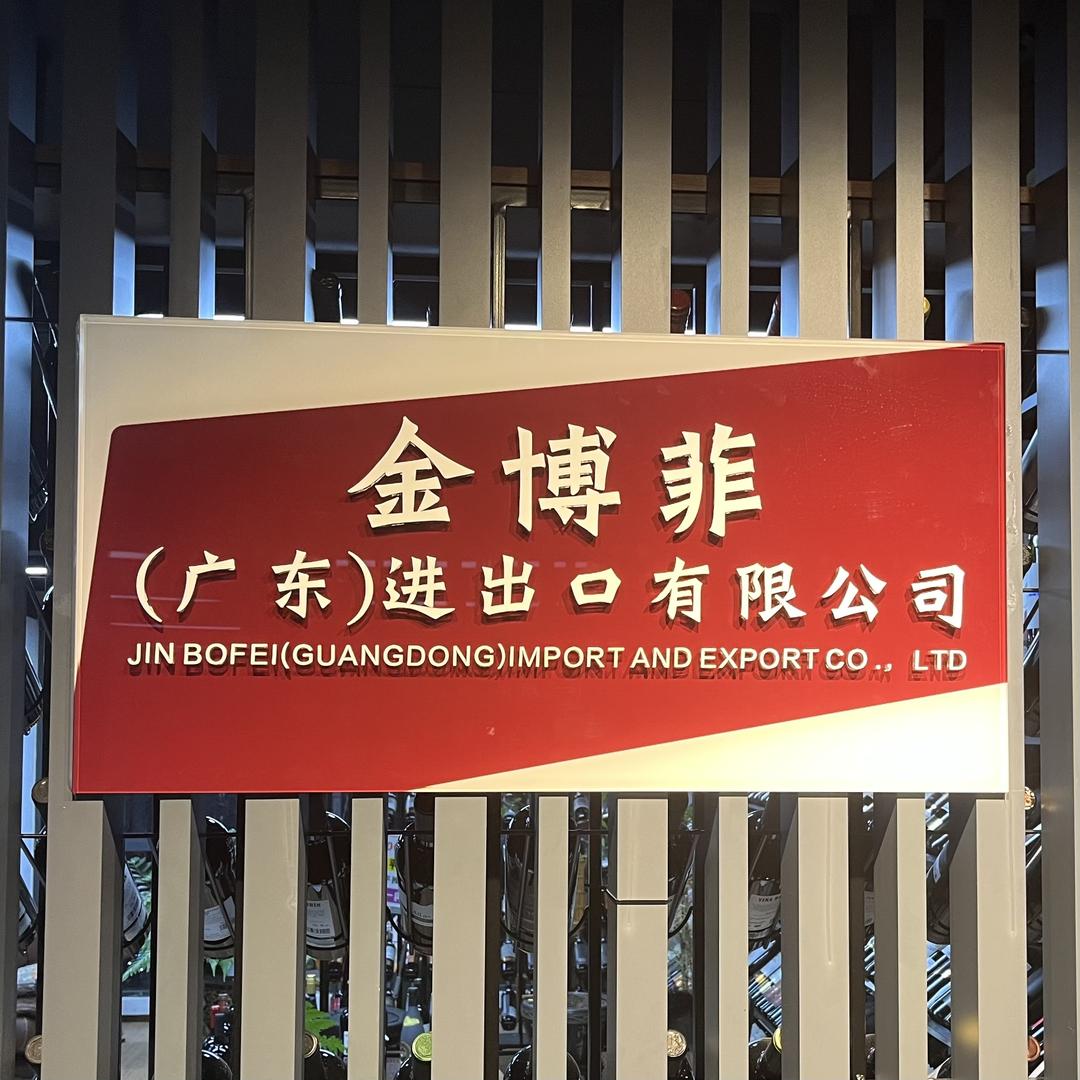 金博菲
（广东）进出口有限公司
JIN BOFEI(GUANGDONG)IMPORT AND EXPORT CO ., LTD